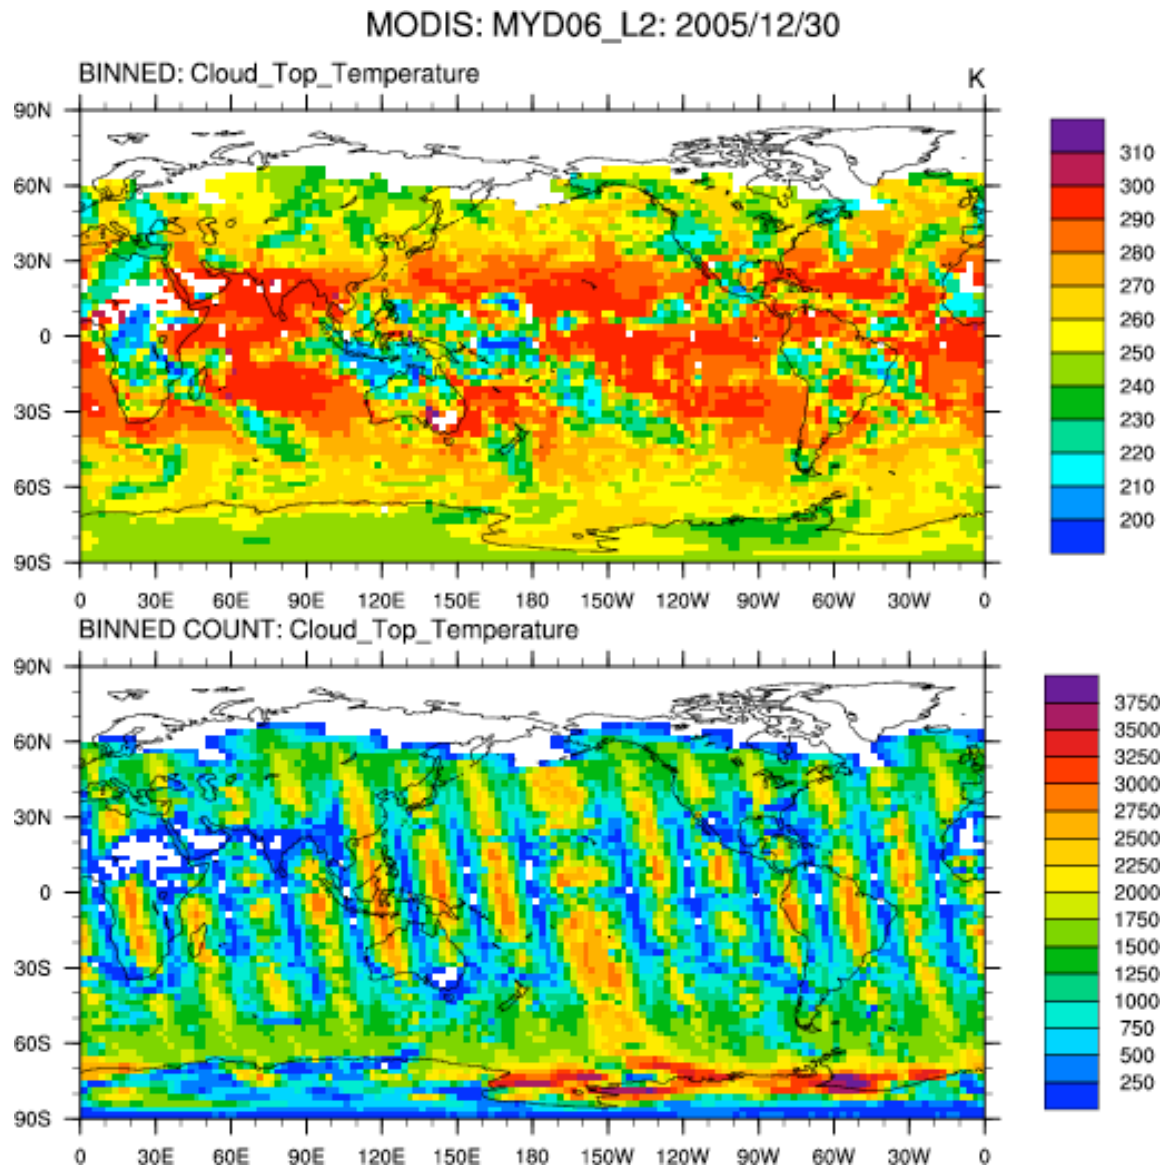 MODIS: MYD06_L2: 2005/12/30
BINNED: Cloud_Top_Temperature K
90N
60N
30N
0
30S
60S
90S
0 30E 60E 90E 120E 150E 180 150W 120W 90W 60W 30W 0
310
300
290
280
270
260
250
240
230
220
210
200
BINNED COUNT: Cloud_Top_Temperature
90N
60N
30N
0
30S
60S
90S
0 30E 60E 90E 120E 150E 180 150W 120W 90W 60W 30W 0
3750
3500
3250
3000
2750
2500
2250
2000
1750
1500
1250
1000
750
500
250